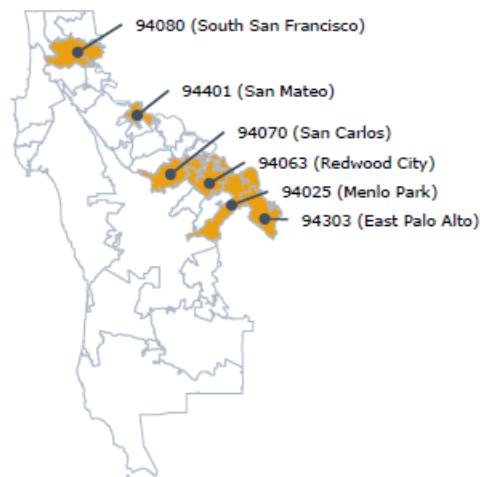 94080 (South San Francisco)
94401 (San Mateo)
94070 (San Carlos)
94063 (Redwood City)
94025 (Menlo Park)
94303 (East Palo Alto)